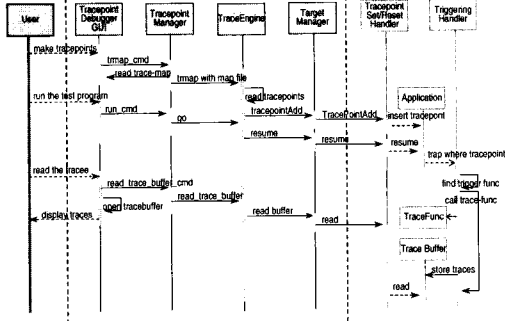 User
Tracepoint
Debugger
GUI
Tracepoint
Manager
TraceEngine
Target
Manager
Tracepoint
Set/Reset
Handler
Triggering
Handler
make tracepoints
trmap_cmd
read trace-map
trmap with map file
run the test program
read tracepoints
Application
run_cmd
go
tracepointAdd
TracePointAdd
insert tracepont
resume
resume
resume
trap where tracepoint
read the tracee
find trigger func
read_trace_buffer_cmd
call trace-func
open tracebuffer
read_trace_buffer
display traces
read buffer
read
TraceFunc
Trace Buffer
store traces
read